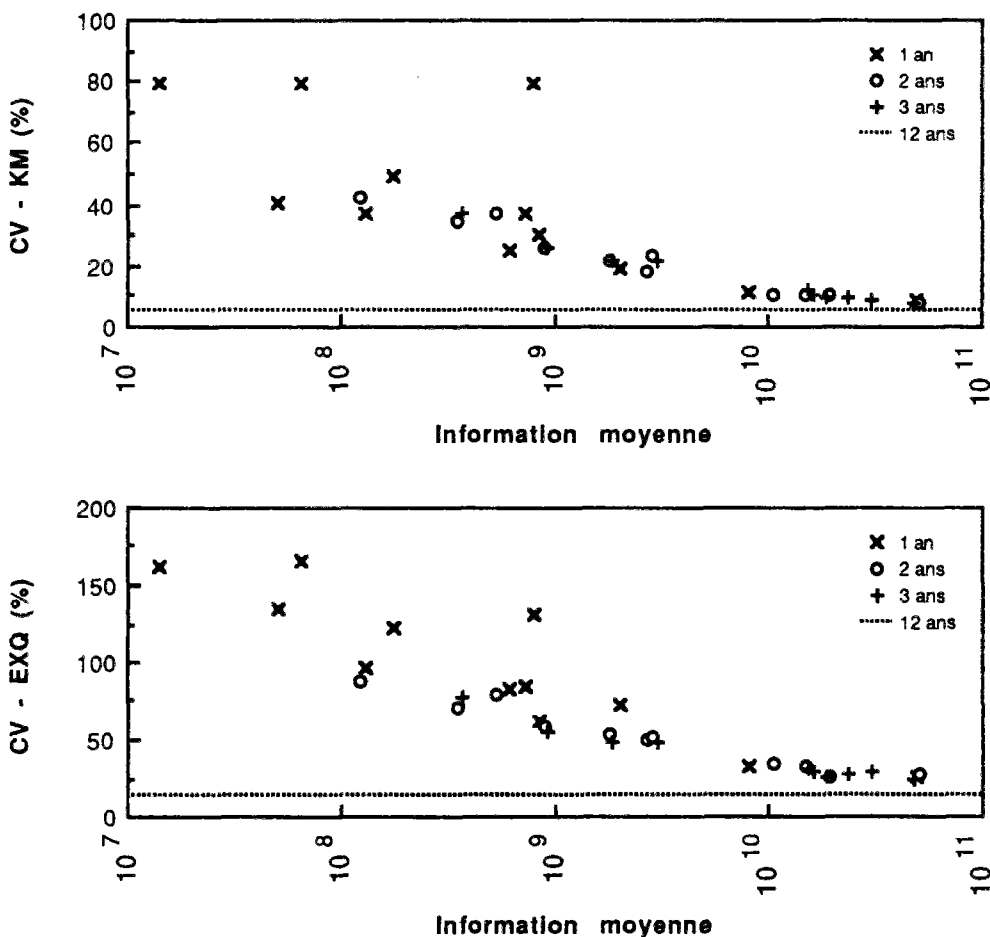 100
80
60
40
20
0
CV - KM (%)
1 an
2 ans
3 ans
12 ans
10 7
10 8
10 9
10 10
10 11
Information moyenne
200
150
100
50
0
CV - EXQ (%)
1 an
2 ans
3 ans
12 ans
10 7
10 8
10 9
10 10
10 11
Information moyenne